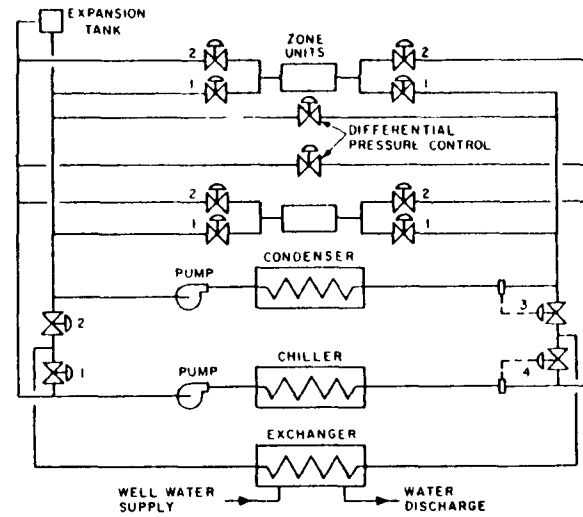 EXPANSION
TANK
ZONE
UNITS
2
2
1
1
DIFFERENTIAL
PRESSURE CONTROL
2
2
1
1
CONDENSER
PUMP
3
2
CHILLER
PUMP
1
4
EXCHANGER
WELL WATER
SUPPLY
WATER
DISCHARGE